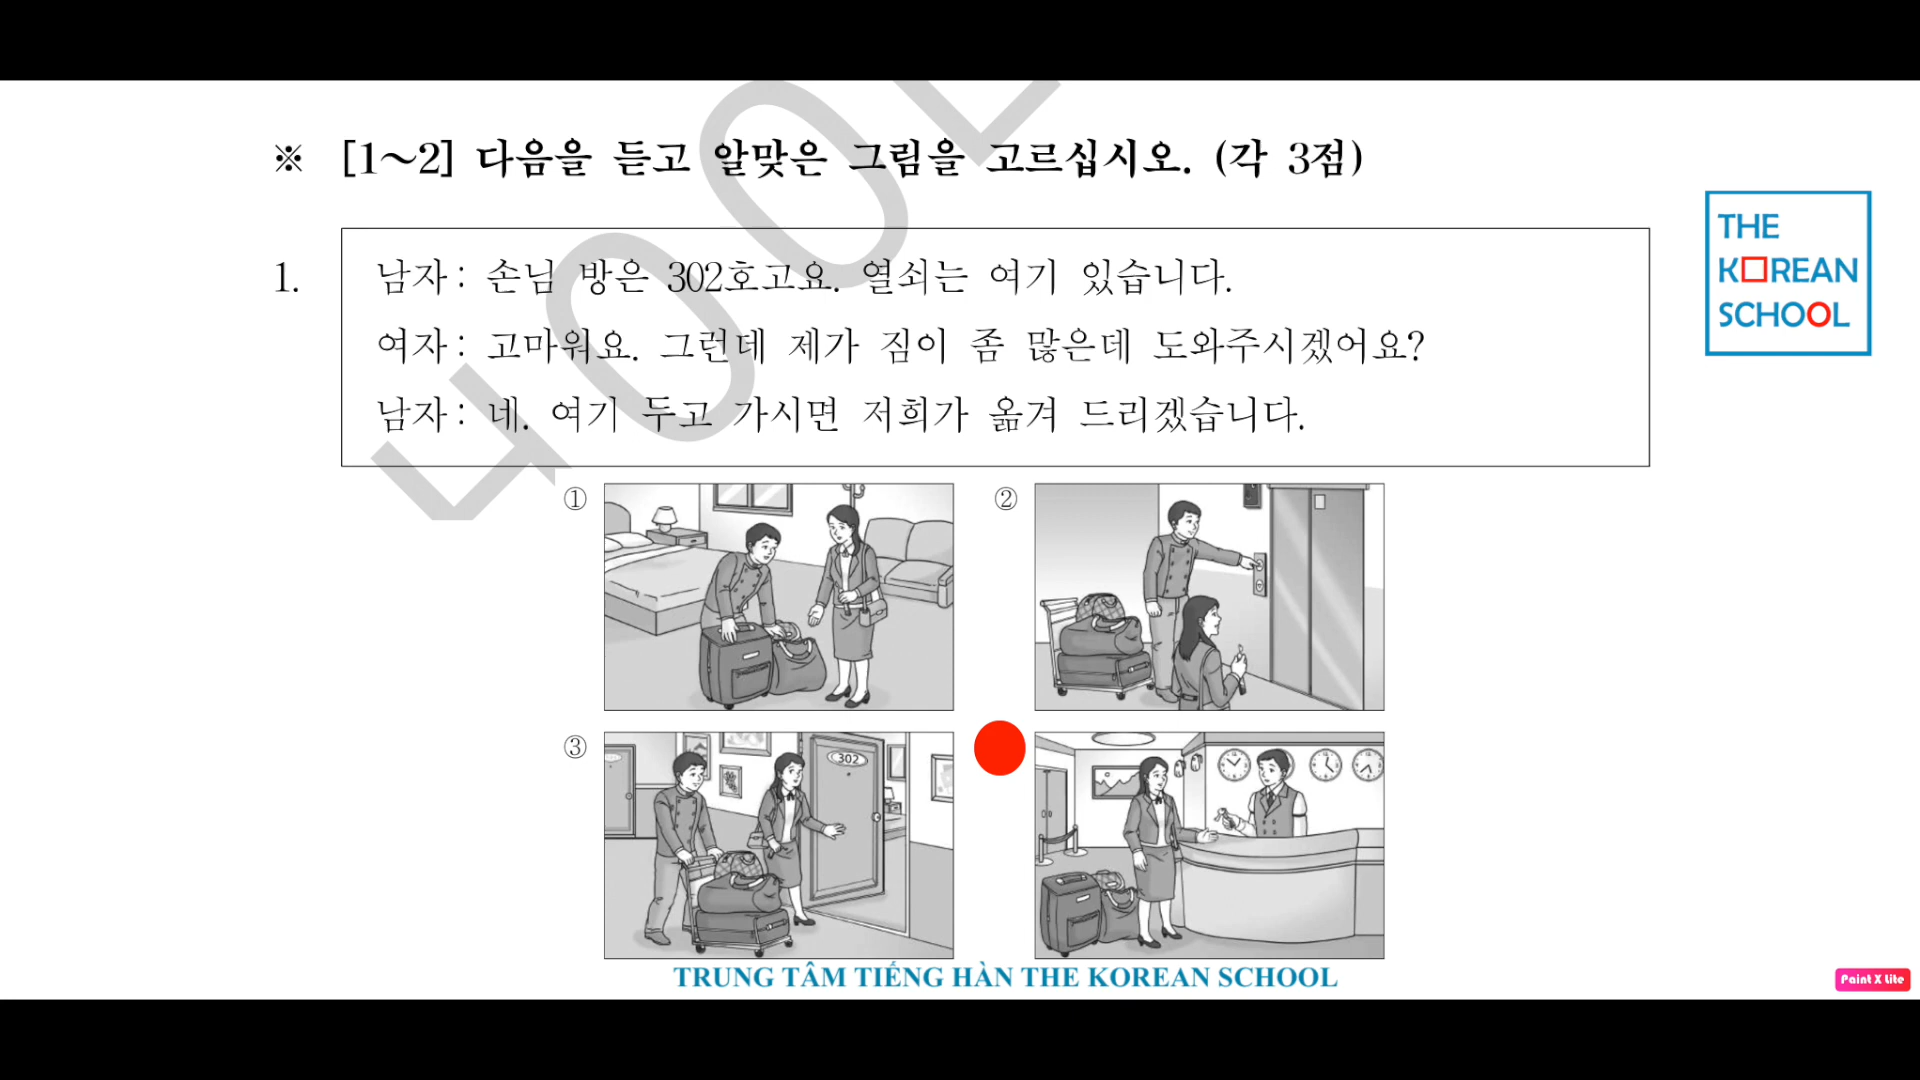 ※ [1~2] 다음을 듣고 알맞은 그림을 고르십시오. (각 3점)
THE
KOREAN
SCHOOL
1.
남자: 손님 방은 302호고요. 열쇠는 여기 있습니다.
여자: 고마워요. 그런데 제가 짐이 좀 많은데 도와주시겠어요?
남자: 네. 여기 두고 가시면 저희가 옮겨 드리겠습니다.
① ②
③
302
TRUNG TÂM TIẾNG HÀN THE KOREAN SCHOOL
Paint X lite